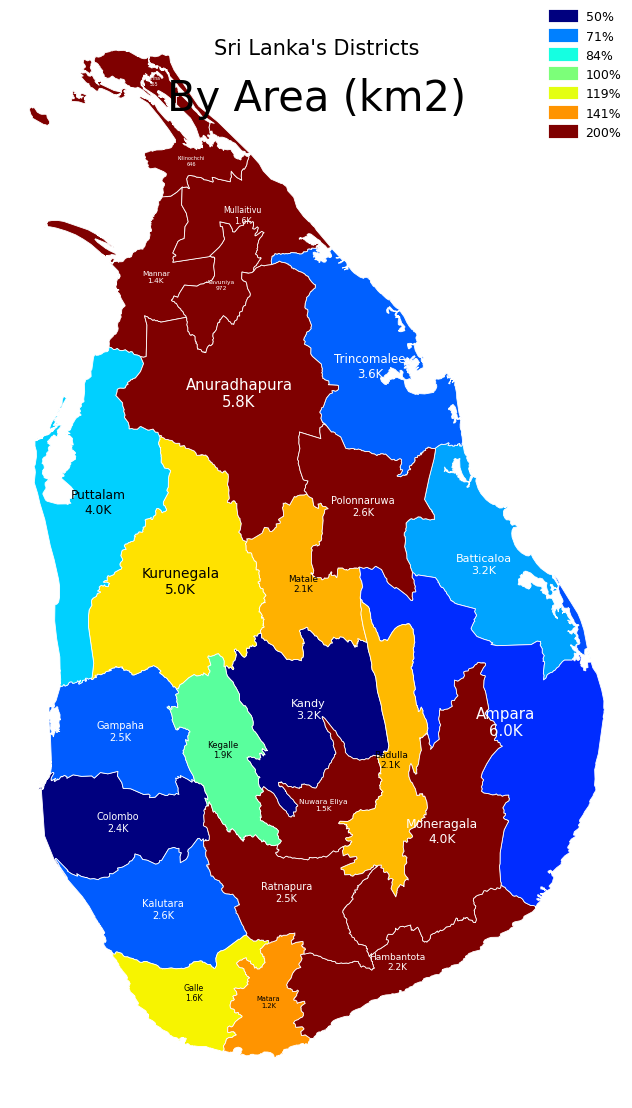 Sri Lanka's Districts
By Area (km2)
50%
71%
84%
100%
119%
141%
200%
Kilinochchi
646
Mullaitivu
1.6K
Mannar
1.4K
Vavuniya
972
Trincomalee
3.6K
Anuradhapura
5.8K
Puttalam
4.0K
Polonnaruwa
2.6K
Batticaloa
3.2K
Kurunegala
5.0K
Matale
2.1K
Kandy
3.2K
Ampara
6.0K
Gampaha
2.5K
Kegalle
1.9K
Badulla
2.1K
Nuwara Eliya
1.5K
Colombo
2.4K
Moneragala
4.0K
Ratnapura
2.5K
Kalutara
2.6K
Hambantota
2.2K
Galle
1.6K
Matara
1.2K